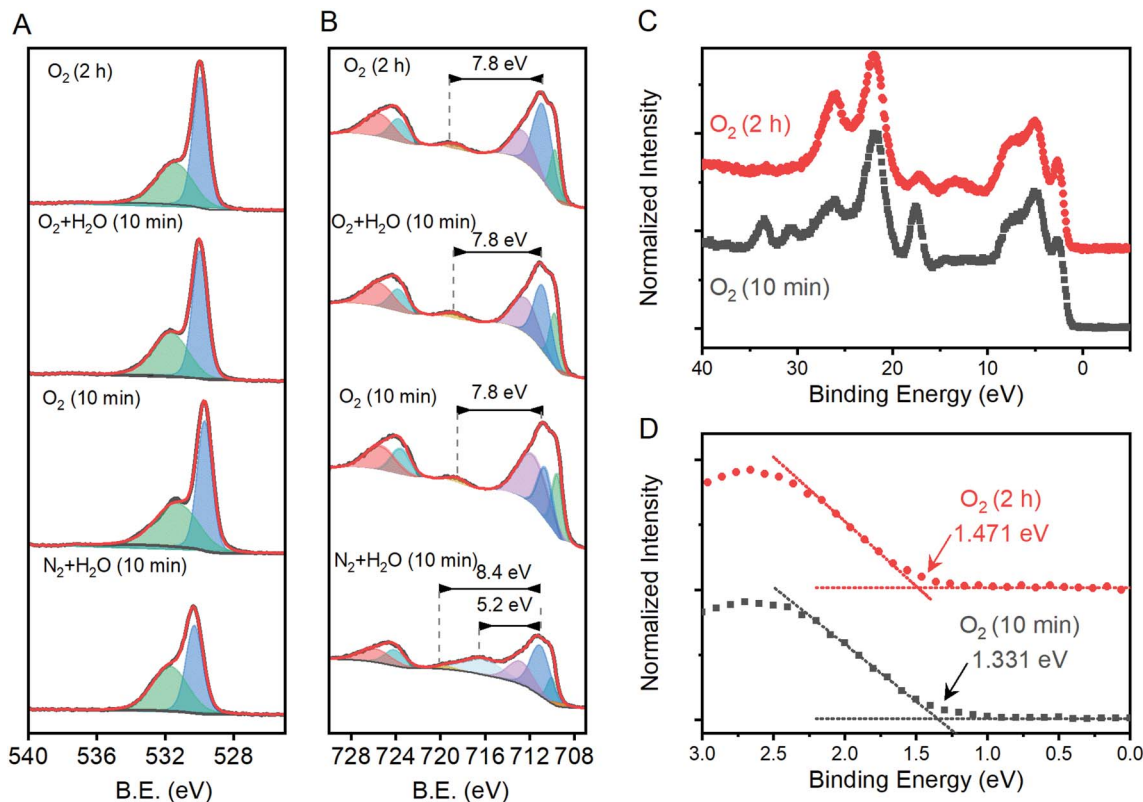 A
O₂ (2 h)
O₂+H₂O (10 min)
O₂ (10 min)
N₂+H₂O (10 min)
540 536 532 528
B.E. (eV)
B
O₂ (2 h)
7.8 eV
O₂+H₂O (10 min)
7.8 eV
O₂ (10 min)
7.8 eV
N₂+H₂O (10 min)
8.4 eV
5.2 eV
728 724 720 716 712 708
B.E. (eV)
C
Normalized Intensity
O₂ (2 h)
O₂ (10 min)
40 30 20 10 0
Binding Energy (eV)
D
Normalized Intensity
O₂ (2 h)
1.471 eV
O₂ (10 min)
1.331 eV
3.0 2.5 2.0 1.5 1.0 0.5 0.0
Binding Energy (eV)